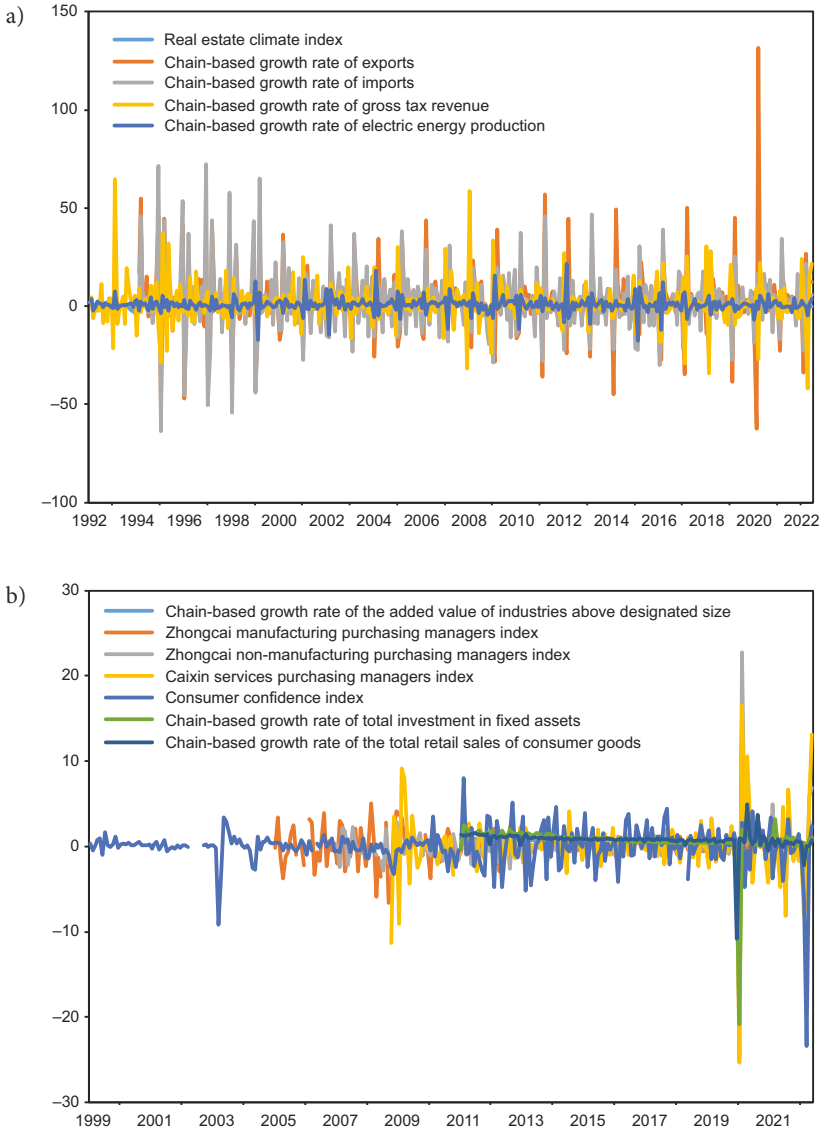 a)
150
100
50
0
–50
–100
Real estate climate index
Chain-based growth rate of exports
Chain-based growth rate of imports
Chain-based growth rate of gross tax revenue
Chain-based growth rate of electric energy production
1992 1994 1996 1998 2000 2002 2004 2006 2008 2010 2012 2014 2016 2018 2020 2022
b)
30
20
10
0
–10
–20
–30
Chain-based growth rate of the added value of industries above designated size
Zhongcai manufacturing purchasing managers index
Zhongcai non-manufacturing purchasing managers index
Caixin services purchasing managers index
Consumer confidence index
Chain-based growth rate of total investment in fixed assets
Chain-based growth rate of the total retail sales of consumer goods
1999 2001 2003 2005 2007 2009 2011 2013 2015 2017 2019 2021